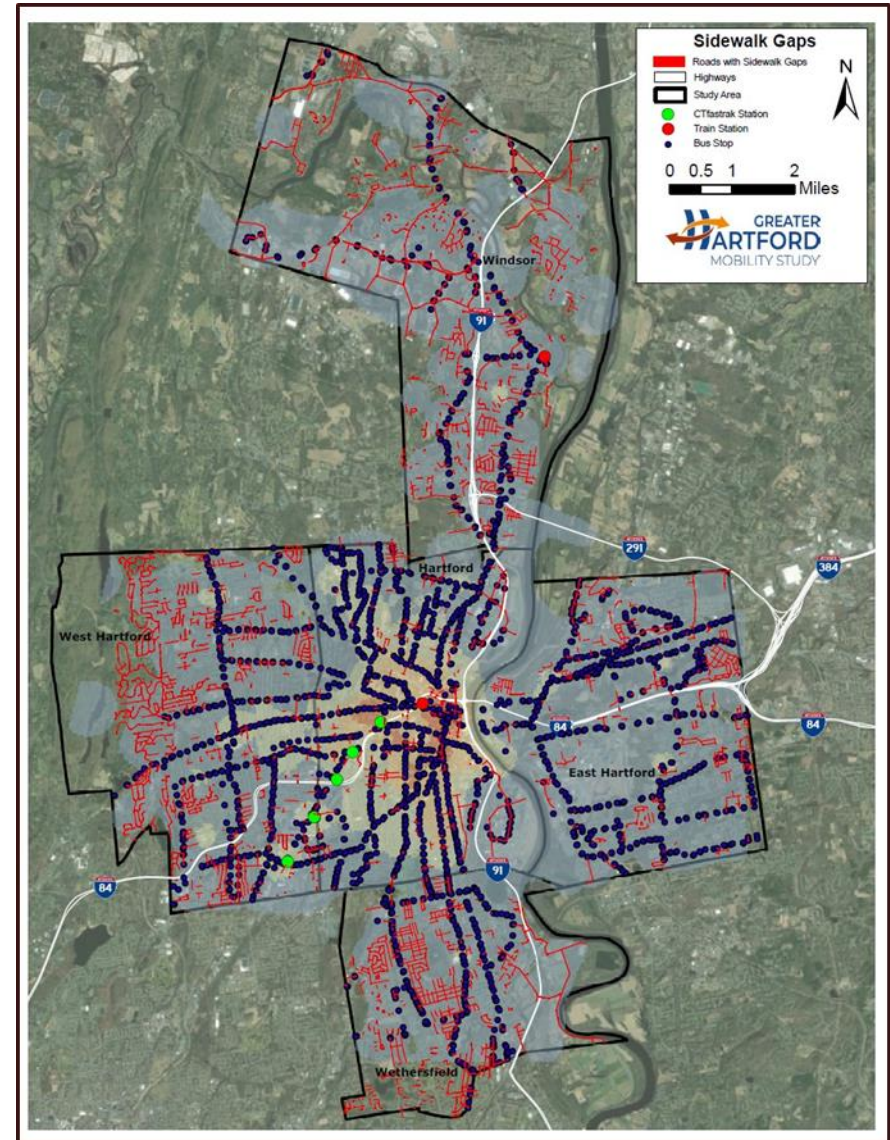 Sidewalk Gaps
Roads with Sidewalk Gaps
Highways
Study Area
CTfastrak Station
Train Station
Bus Stop
N
0 0.5 1 2
Miles
GREATER
HARTFORD
MOBILITY STUDY
Windsor
91
291
384
Hartford
West Hartford
84
84
East Hartford
91
84
Wethersfield